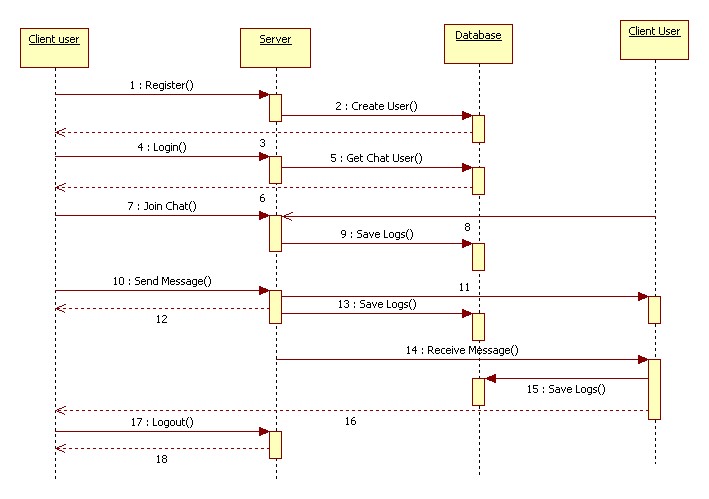 Client user
Server
Database
Client User
1 : Register()
2 : Create User()
3
4 : Login()
5 : Get Chat User()
6
7 : Join Chat()
8
9 : Save Logs()
10 : Send Message()
11
12
13 : Save Logs()
14 : Receive Message()
15 : Save Logs()
16
17 : Logout()
18